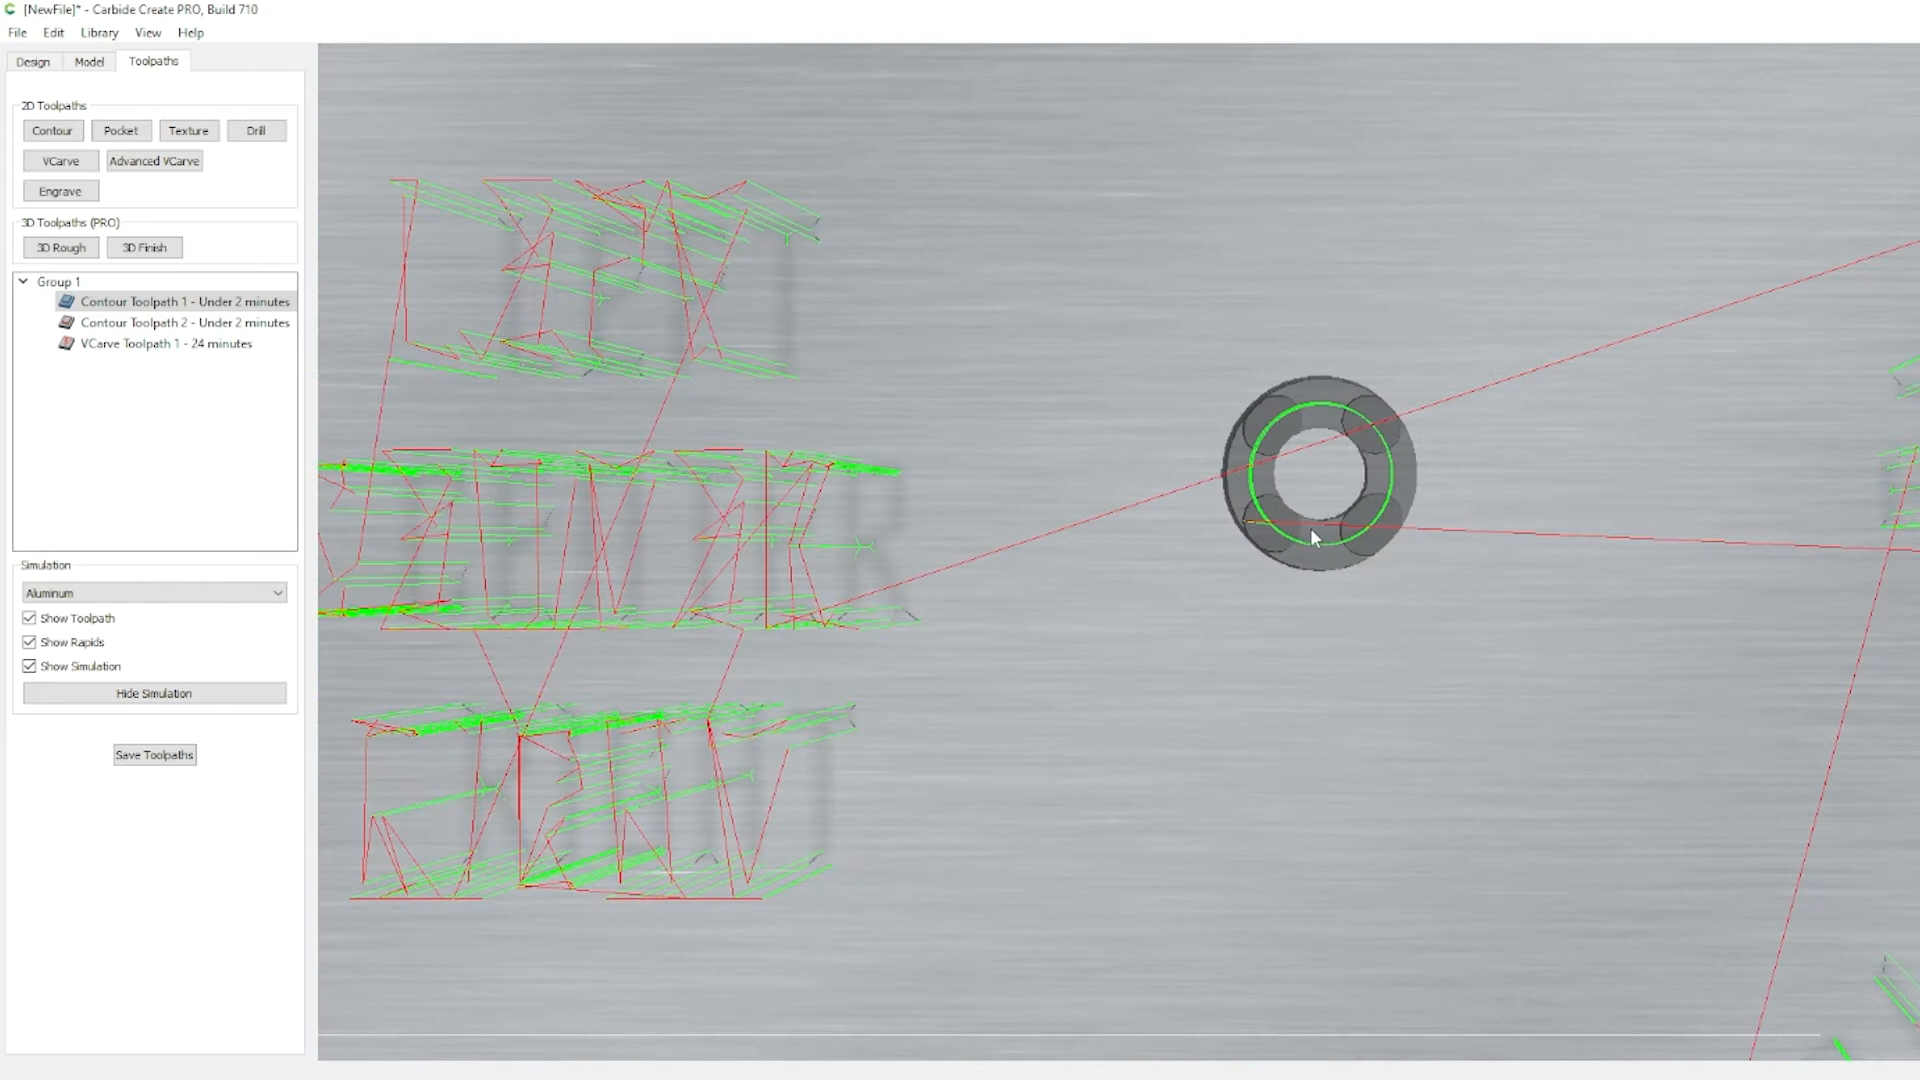 [NewFile]* - Carbide Create PRO, Build 710
File Edit Library View Help
Design Model Toolpaths
2D Toolpaths
Contour Pocket Texture Drill
VCarve Advanced VCarve
Engrave
3D Toolpaths (PRO)
3D Rough 3D Finish
Group 1
Contour Toolpath 1 - Under 2 minutes
Contour Toolpath 2 - Under 2 minutes
VCarve Toolpath 1 - 24 minutes
Simulation
Aluminum
Show Toolpath
Show Rapids
Show Simulation
Hide Simulation
Save Toolpaths